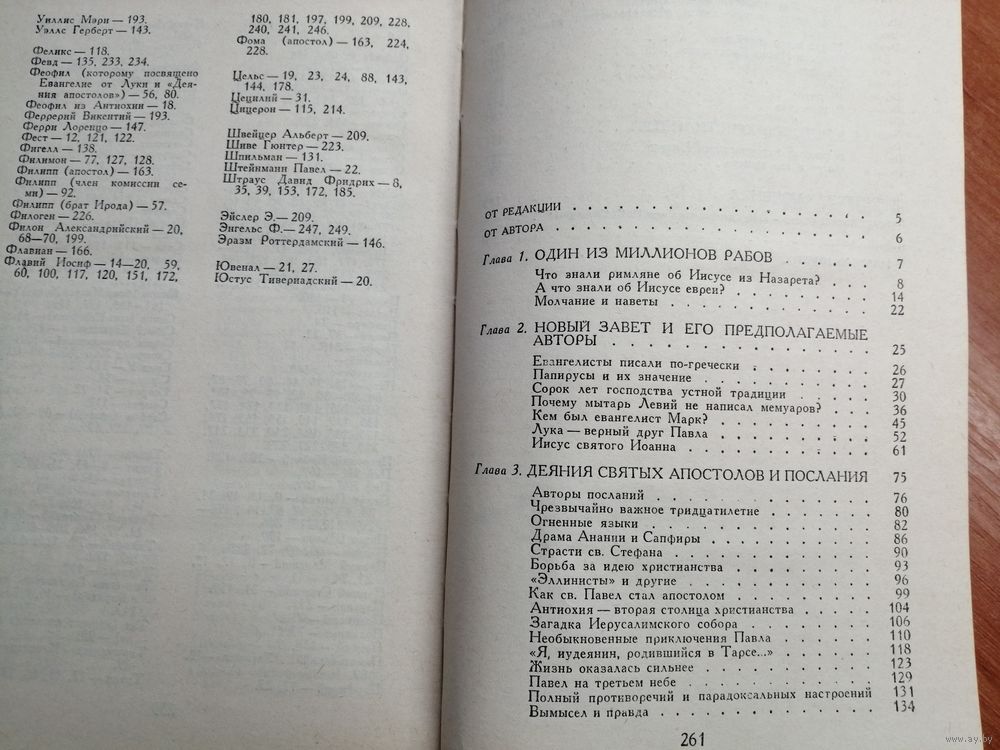 Уиллис Мэри — 193.
Уэллс Герберт — 143.
Феликс — 118.
Февд — 135, 233, 234.
Феофил (которому посвящено
Евангелие от Луки и «Дея-
ния апостолов») — 56, 80.
Феофил из Антиохии — 18.
Феррерий Викентий — 193.
Ферри Лоренцо — 147.
Фест — 12, 121, 122.
Фигелл — 138.
Филимон — 77, 127, 128.
Филипп (апостол) — 163.
Филипп (член комиссии се-
ми) — 92.
Филипп (брат Ирода) — 57.
Филоген — 226.
Филон Александрийский — 20,
68—70, 199.
Флавиан — 166.
Флавий Иосиф — 14—20, 59,
60, 100, 117, 120, 151, 172,
180, 181, 197, 199, 209, 228,
240, 241, 246.
Фома (апостол) — 163, 224,
228.
Цельс — 19, 23, 24, 88, 143,
144, 178.
Цецилий — 31.
Цицерон — 115, 214.
Швейцер Альберт — 209.
Шиве Гюнтер — 223.
Шпильман — 131.
Штейнманн Павел — 22.
Штраус Давид Фридрих — 8,
35, 39, 153, 172, 185.
Эйслер Э.— 209.
Энгельс Ф.— 247, 249.
Эразм Роттердамский — 146.
Ювенал — 21, 27.
Юстус Тивериадский — 20.
ОТ РЕДАКЦИИ . . . . . . . . . . . . 5
ОТ АВТОРА . . . . . . . . . . . . 6
Глава 1. ОДИН ИЗ МИЛЛИОНОВ РАБОВ . . . . . 7
Что знали римляне об Иисусе из Назарета? . . . 8
А что знали об Иисусе евреи? . . . . . . . 14
Молчание и наветы . . . . . . . . . . 22
Глава 2. НОВЫЙ ЗАВЕТ И ЕГО ПРЕДПОЛАГАЕМЫЕ
АВТОРЫ . . . . . . . . . . . . 25
Евангелисты писали по-гречески . . . . . . 26
Папирусы и их значение . . . . . . . . 27
Сорок лет господства устной традиции . . . . 30
Почему мытарь Левий не написал мемуаров? . . . 36
Кем был евангелист Марк? . . . . . . . 45
Лука — верный друг Павла . . . . . . . 52
Иисус святого Иоанна . . . . . . . . . 61
Глава 3. ДЕЯНИЯ СВЯТЫХ АПОСТОЛОВ И ПОСЛАНИЯ 75
Авторы посланий . . . . . . . . . . 76
Чрезвычайно важное тридцатилетие . . . . . 80
Огненные языки . . . . . . . . . . 82
Драма Анании и Сапфиры . . . . . . . 86
Страсти св. Стефана . . . . . . . . . 90
Борьба за идею христианства . . . . . . 93
«Эллинисты» и другие . . . . . . . . . 96
Как св. Павел стал апостолом . . . . . . 99
Антиохия — вторая столица христианства . . . . 104
Загадка Иерусалимского собора . . . . . . 106
Необыкновенные приключения Павла . . . . . 110
«Я, иудеянин, родившийся в Тарсе...» . . . . . 118
Жизнь оказалась сильнее . . . . . . . . 123
Павел на третьем небе . . . . . . . . 129
Полный противоречий и парадоксальных настроений 131
Вымысел и правда . . . . . . . . . 134
261
www.ay.by